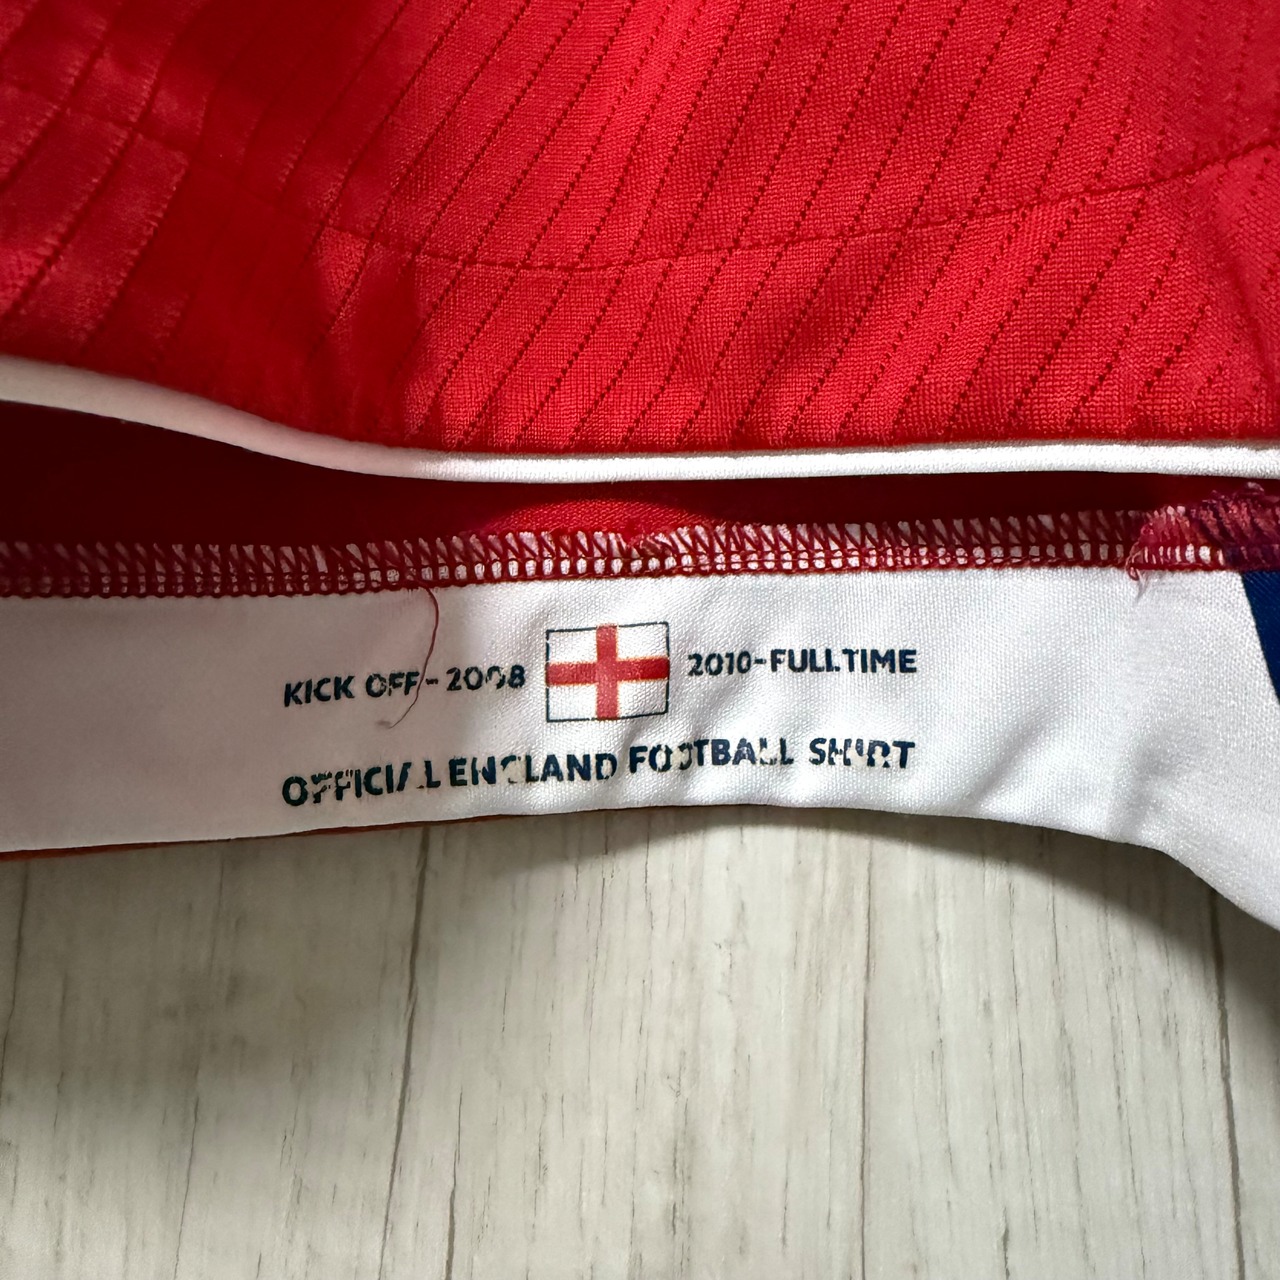 KICK OFF - 2008 2010-FULLTIME
OFFICIAL ENGLAND FOOTBALL SHIRT